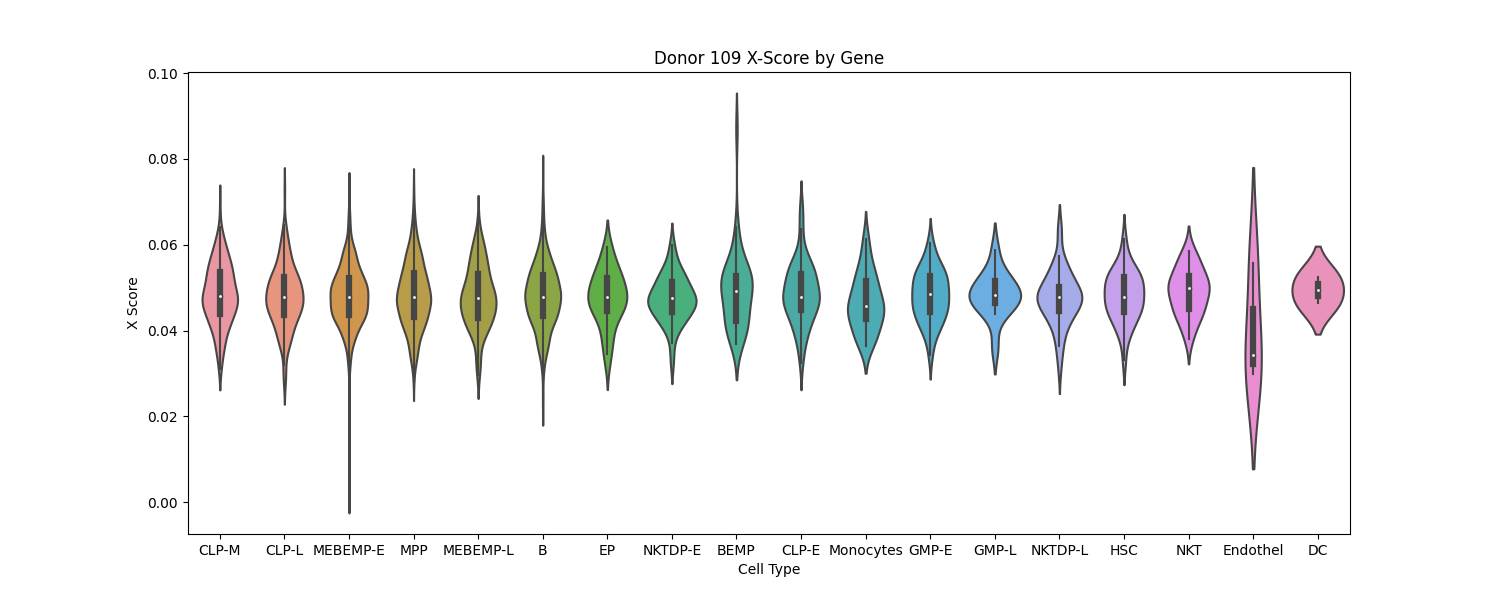 Donor 109 X-Score by Gene
0.10
0.08
0.06
0.04
0.02
0.00
X Score
CLP-M CLP-L MEBEMP-E MPP MEBEMP-L B EP NKTDP-E BEMP CLP-E Monocytes GMP-E GMP-L NKTDP-L HSC NKT Endothel DC
Cell Type